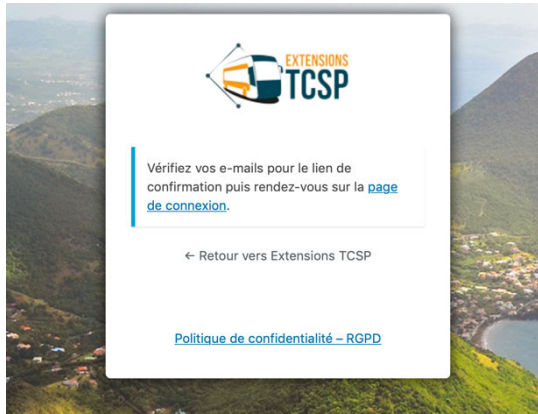 EXTENSIONS
TCSP
Vérifiez vos e-mails pour le lien de
confirmation puis rendez-vous sur la page
de connexion.
← Retour vers Extensions TCSP
Politique de confidentialité – RGPD